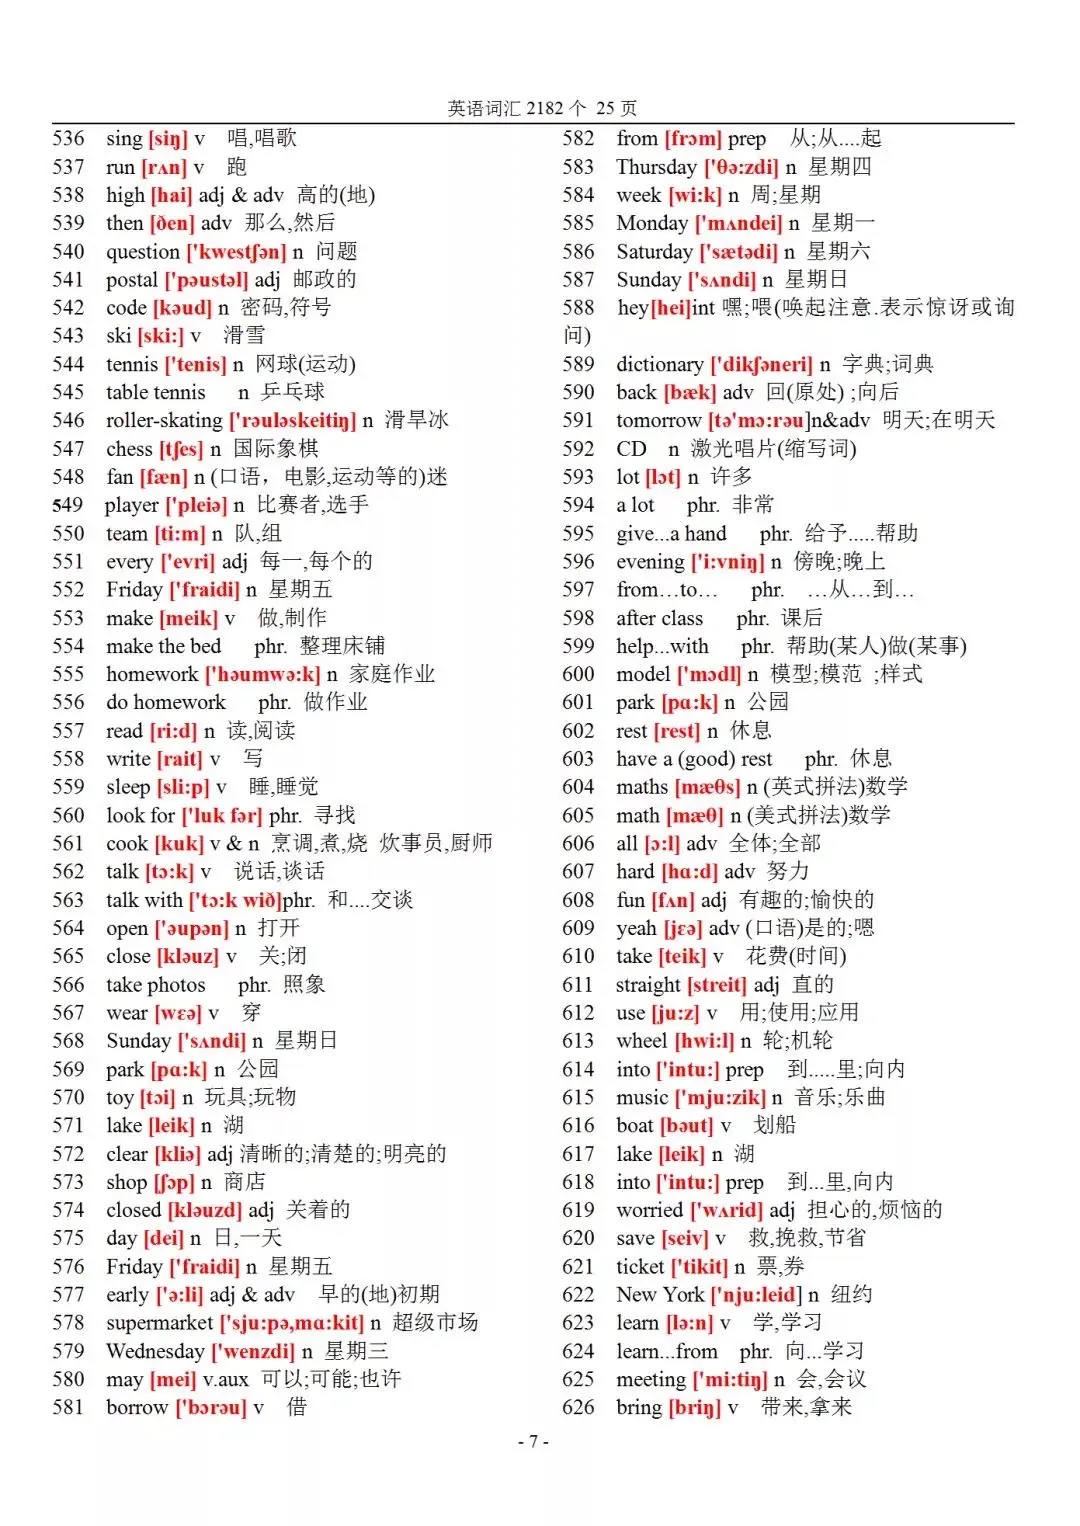 英语词汇 2182 个 25 页
536 sing [siŋ] v 唱,唱歌
537 run [rʌn] v 跑
538 high [hai] adj & adv 高的(地)
539 then [ðen] adv 那么,然后
540 question ['kwestʃən] n 问题
541 postal ['pəustəl] adj 邮政的
542 code [kəud] n 密码,符号
543 ski [ski:] v 滑雪
544 tennis ['tenis] n 网球(运动)
545 table tennis n 乒乓球
546 roller-skating ['rəuləskeitiŋ] n 滑旱冰
547 chess [tʃes] n 国际象棋
548 fan [fæn] n (口语，电影,运动等的)迷
549 player ['pleiə] n 比赛者,选手
550 team [ti:m] n 队,组
551 every ['evri] adj 每一,每个的
552 Friday ['fraidi] n 星期五
553 make [meik] v 做,制作
554 make the bed phr. 整理床铺
555 homework ['həumwə:k] n 家庭作业
556 do homework phr. 做作业
557 read [ri:d] n 读,阅读
558 write [rait] v 写
559 sleep [sli:p] v 睡,睡觉
560 look for ['luk fər] phr. 寻找
561 cook [kuk] v & n 烹调,煮,烧 炊事员,厨师
562 talk [tɔ:k] v 说话,谈话
563 talk with ['tɔ:k wið]phr. 和....交谈
564 open ['əupən] n 打开
565 close [kləuz] v 关;闭
566 take photos phr. 照象
567 wear [wɛə] v 穿
568 Sunday ['sʌndi] n 星期日
569 park [pɑ:k] n 公园
570 toy [tɔi] n 玩具;玩物
571 lake [leik] n 湖
572 clear [kliə] adj 清晰的;清楚的;明亮的
573 shop [ʃɔp] n 商店
574 closed [kləuzd] adj 关着的
575 day [dei] n 日,一天
576 Friday ['fraidi] n 星期五
577 early ['ə:li] adj & adv 早的(地)初期
578 supermarket ['sju:pə,mɑ:kit] n 超级市场
579 Wednesday ['wenzdi] n 星期三
580 may [mei] v.aux 可以;可能;也许
581 borrow ['bɔrəu] v 借
582 from [frəm] prep 从;从....起
583 Thursday ['θə:zdi] n 星期四
584 week [wi:k] n 周;星期
585 Monday ['mʌndei] n 星期一
586 Saturday ['sætədi] n 星期六
587 Sunday ['sʌndi] n 星期日
588 hey[hei]int 嘿;喂(唤起注意.表示惊讶或询
问)
589 dictionary ['dikʃəneri] n 字典;词典
590 back [bæk] adv 回(原处) ;向后
591 tomorrow [tə'mɔ:rəu]n&adv 明天;在明天
592 CD n 激光唱片(缩写词)
593 lot [lɔt] n 许多
594 a lot phr. 非常
595 give...a hand phr. 给予.....帮助
596 evening ['i:vniŋ] n 傍晚;晚上
597 from…to… phr. …从…到…
598 after class phr. 课后
599 help...with phr. 帮助(某人)做(某事)
600 model ['mɔdl] n 模型;模范 ;样式
601 park [pɑ:k] n 公园
602 rest [rest] n 休息
603 have a (good) rest phr. 休息
604 maths [mæθs] n (英式拼法)数学
605 math [mæθ] n (美式拼法)数学
606 all [ɔ:l] adv 全体;全部
607 hard [hɑ:d] adv 努力
608 fun [fʌn] adj 有趣的;愉快的
609 yeah [jɛə] adv (口语)是的;嗯
610 take [teik] v 花费(时间)
611 straight [streit] adj 直的
612 use [ju:z] v 用;使用;应用
613 wheel [hwi:l] n 轮;机轮
614 into ['intu:] prep 到.....里;向内
615 music ['mju:zik] n 音乐;乐曲
616 boat [bəut] v 划船
617 lake [leik] n 湖
618 into ['intu:] prep 到...里,向内
619 worried ['wʌrid] adj 担心的,烦恼的
620 save [seiv] v 救,挽救,节省
621 ticket ['tikit] n 票,券
622 New York ['nju:leid] n 纽约
623 learn [lə:n] v 学,学习
624 learn...from phr. 向...学习
625 meeting ['mi:tiŋ] n 会,会议
626 bring [briŋ] v 带来,拿来
- 7 -